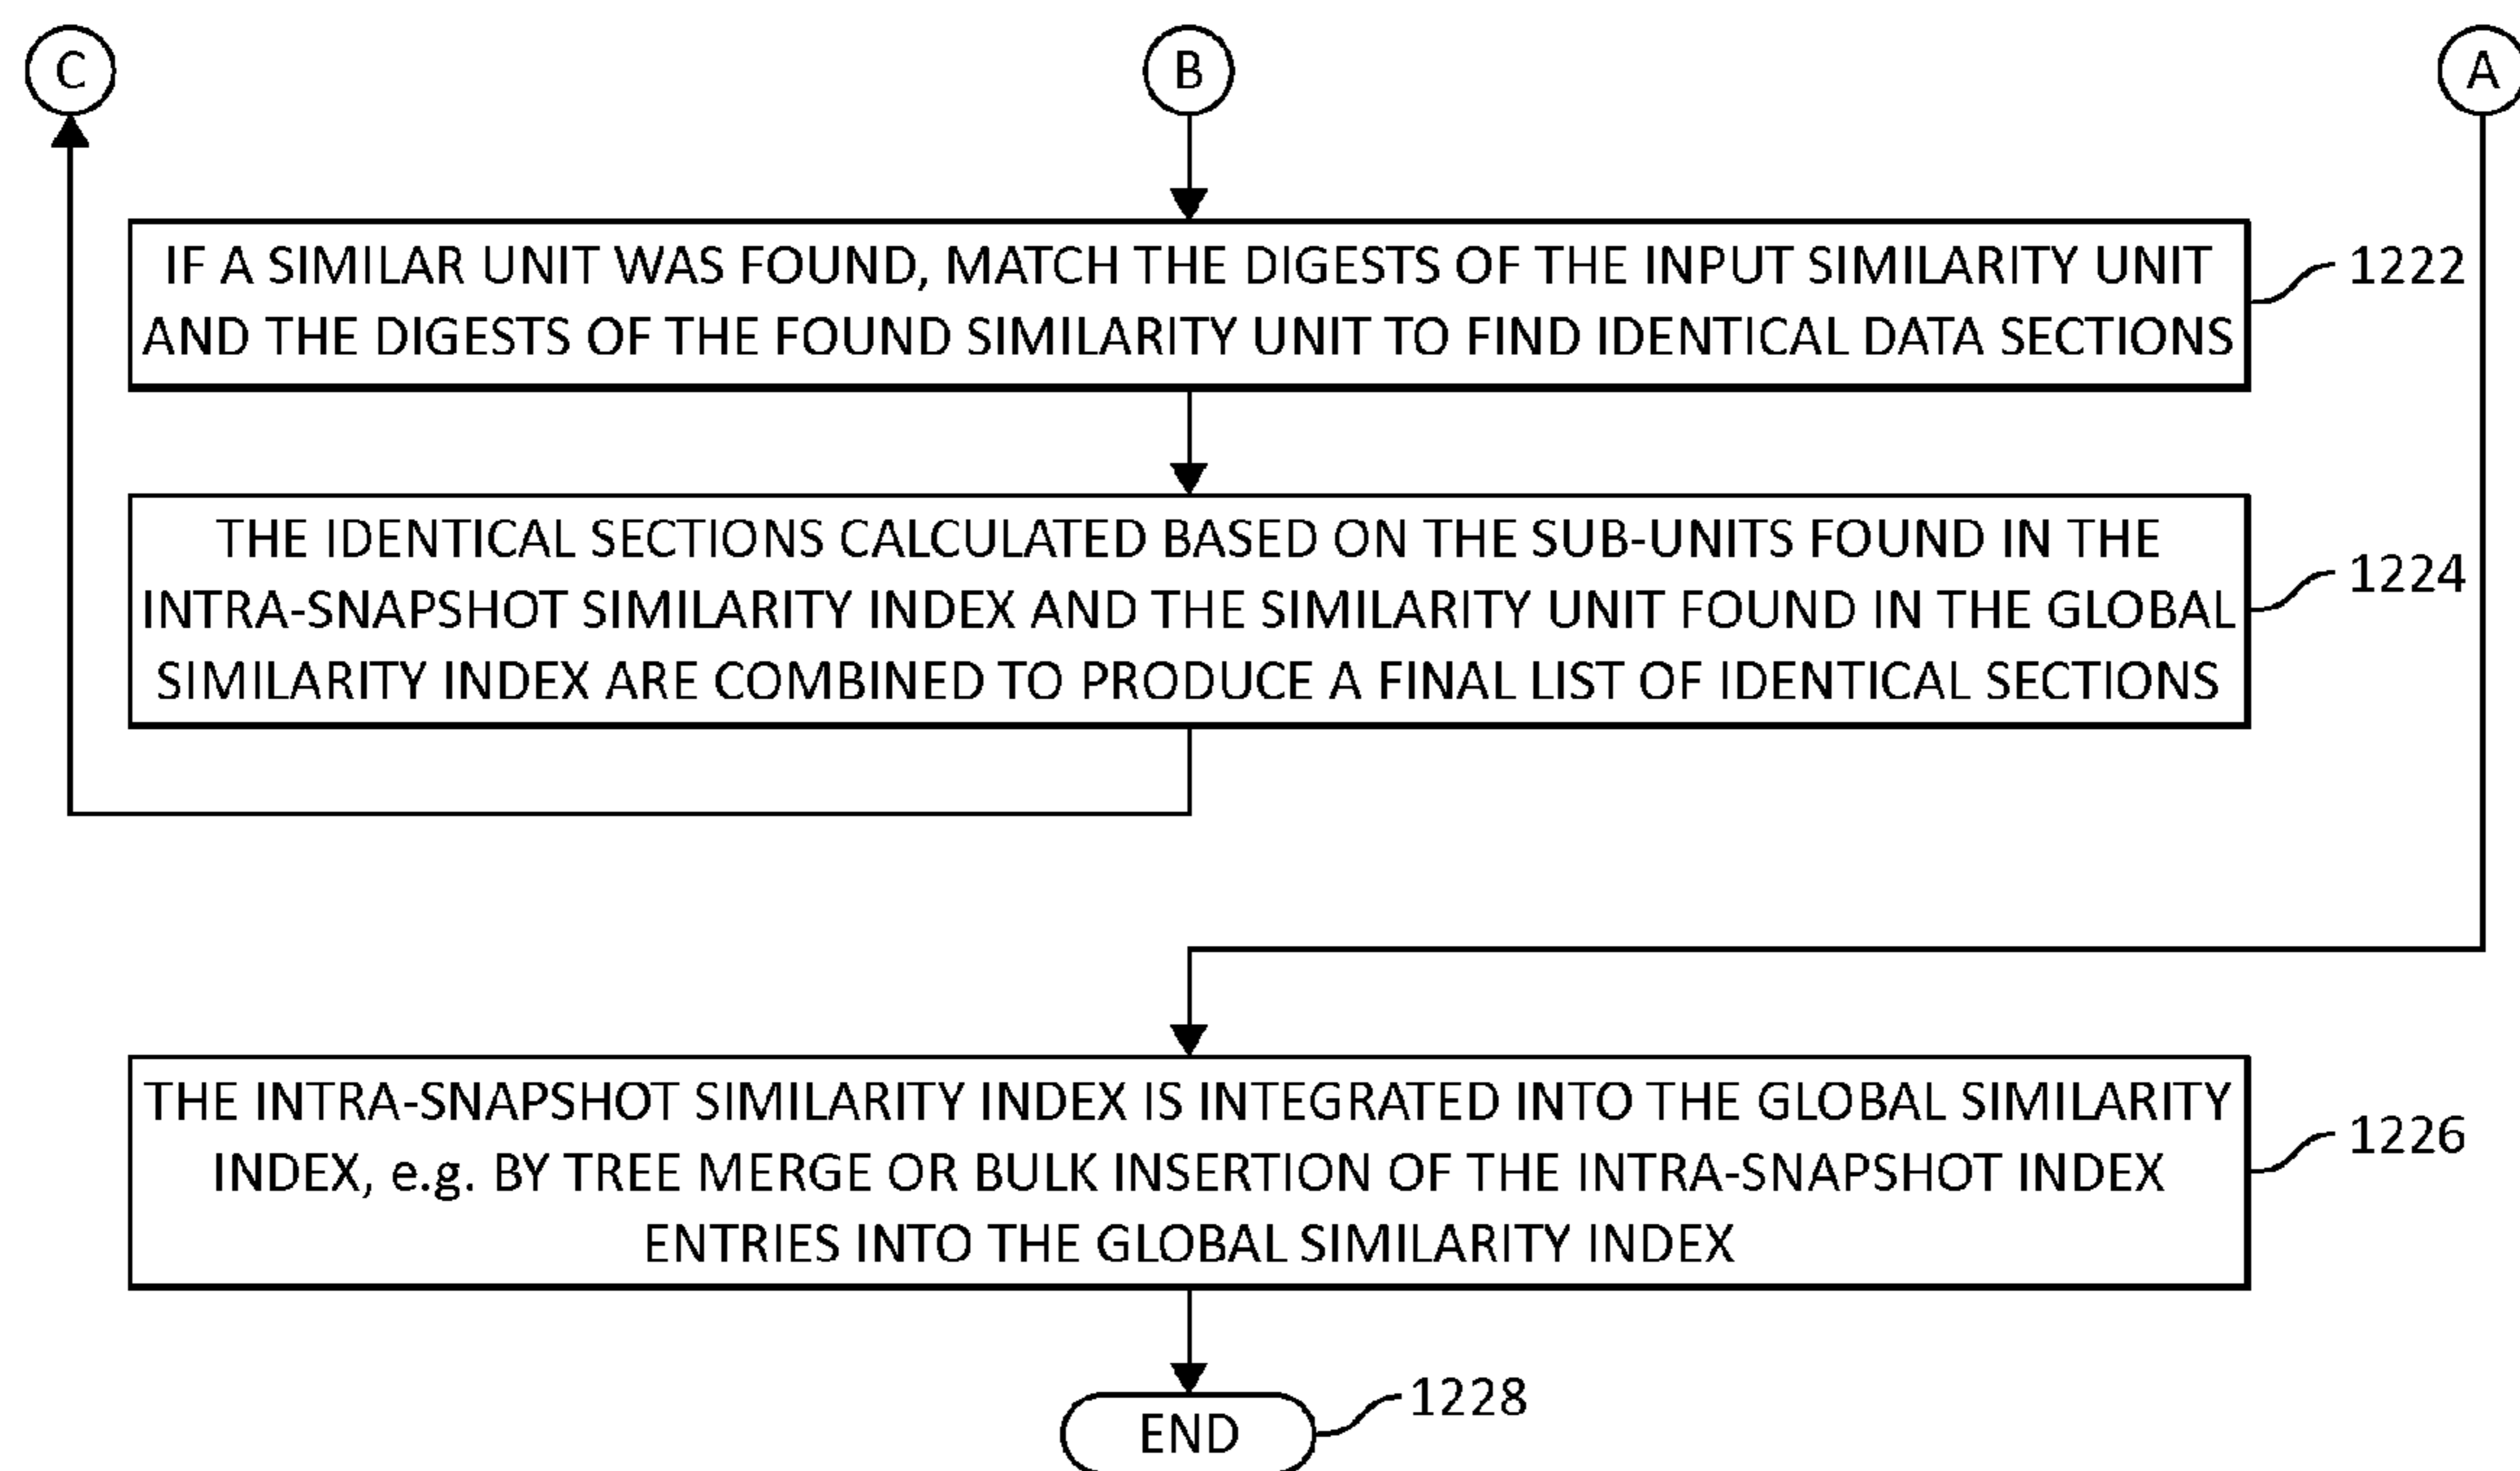 C
B
A
IF A SIMILAR UNIT WAS FOUND, MATCH THE DIGESTS OF THE INPUT SIMILARITY UNIT
AND THE DIGESTS OF THE FOUND SIMILARITY UNIT TO FIND IDENTICAL DATA SECTIONS
1222
THE IDENTICAL SECTIONS CALCULATED BASED ON THE SUB-UNITS FOUND IN THE
INTRA-SNAPSHOT SIMILARITY INDEX AND THE SIMILARITY UNIT FOUND IN THE GLOBAL
SIMILARITY INDEX ARE COMBINED TO PRODUCE A FINAL LIST OF IDENTICAL SECTIONS
1224
THE INTRA-SNAPSHOT SIMILARITY INDEX IS INTEGRATED INTO THE GLOBAL SIMILARITY
INDEX, e.g. BY TREE MERGE OR BULK INSERTION OF THE INTRA-SNAPSHOT INDEX
ENTRIES INTO THE GLOBAL SIMILARITY INDEX
1226
END
1228